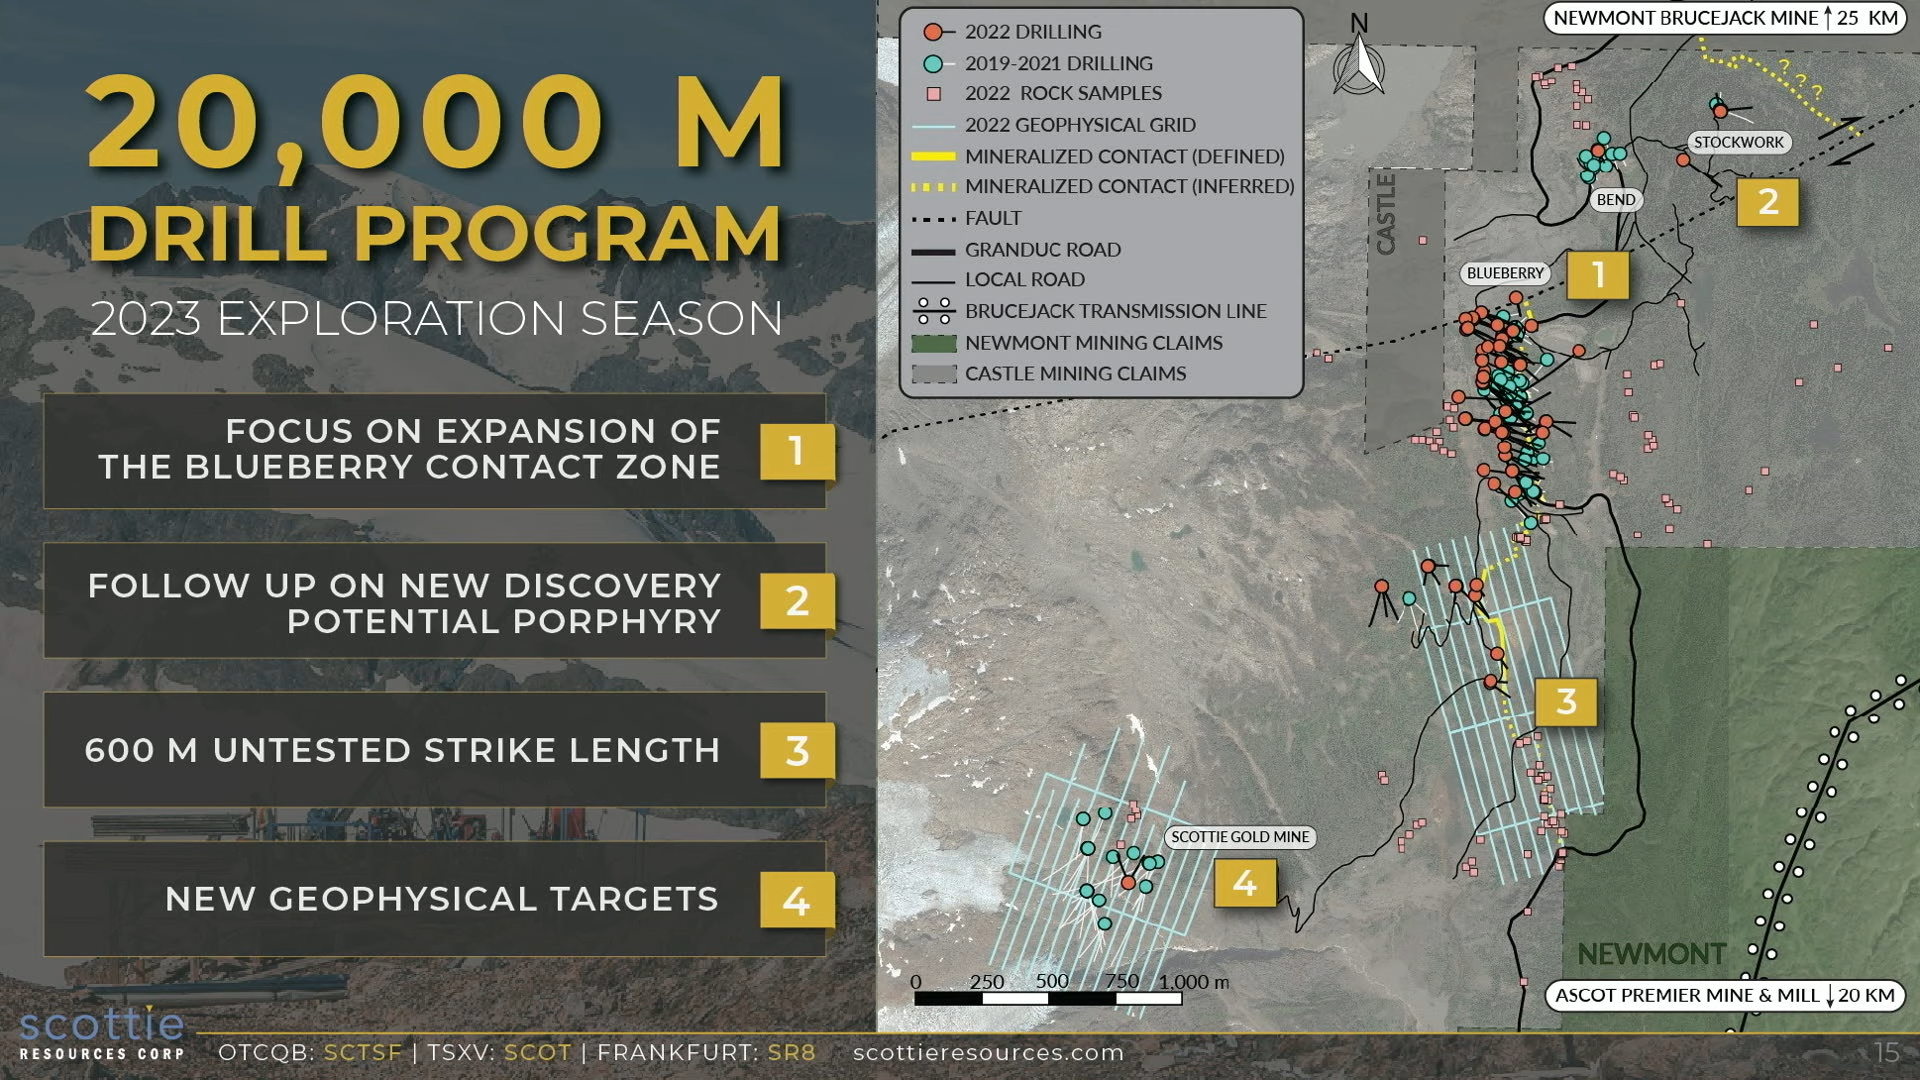 20,000 M
DRILL PROGRAM
2023 EXPLORATION SEASON
FOCUS ON EXPANSION OF
THE BLUEBERRY CONTACT ZONE
1
FOLLOW UP ON NEW DISCOVERY
POTENTIAL PORPHYRY
2
600 M UNTESTED STRIKE LENGTH
3
NEW GEOPHYSICAL TARGETS
4
2022 DRILLING
2019-2021 DRILLING
2022 ROCK SAMPLES
2022 GEOPHYSICAL GRID
MINERALIZED CONTACT (DEFINED)
MINERALIZED CONTACT (INFERRED)
FAULT
GRANDUC ROAD
LOCAL ROAD
BRUCEJACK TRANSMISSION LINE
NEWMONT MINING CLAIMS
CASTLE MINING CLAIMS
N
NEWMONT BRUCEJACK MINE ↑ 25 KM
? ? ?
STOCKWORK
2
BEND
CASTLE
BLUEBERRY
1
3
SCOTTIE GOLD MINE
4
NEWMONT
0 250 500 750 1,000 m
ASCOT PREMIER MINE & MILL ↓ 20 KM
scottie
RESOURCES CORP
OTCQB: SCTSF | TSXV: SCOT | FRANKFURT: SR8 scottieresources.com
15